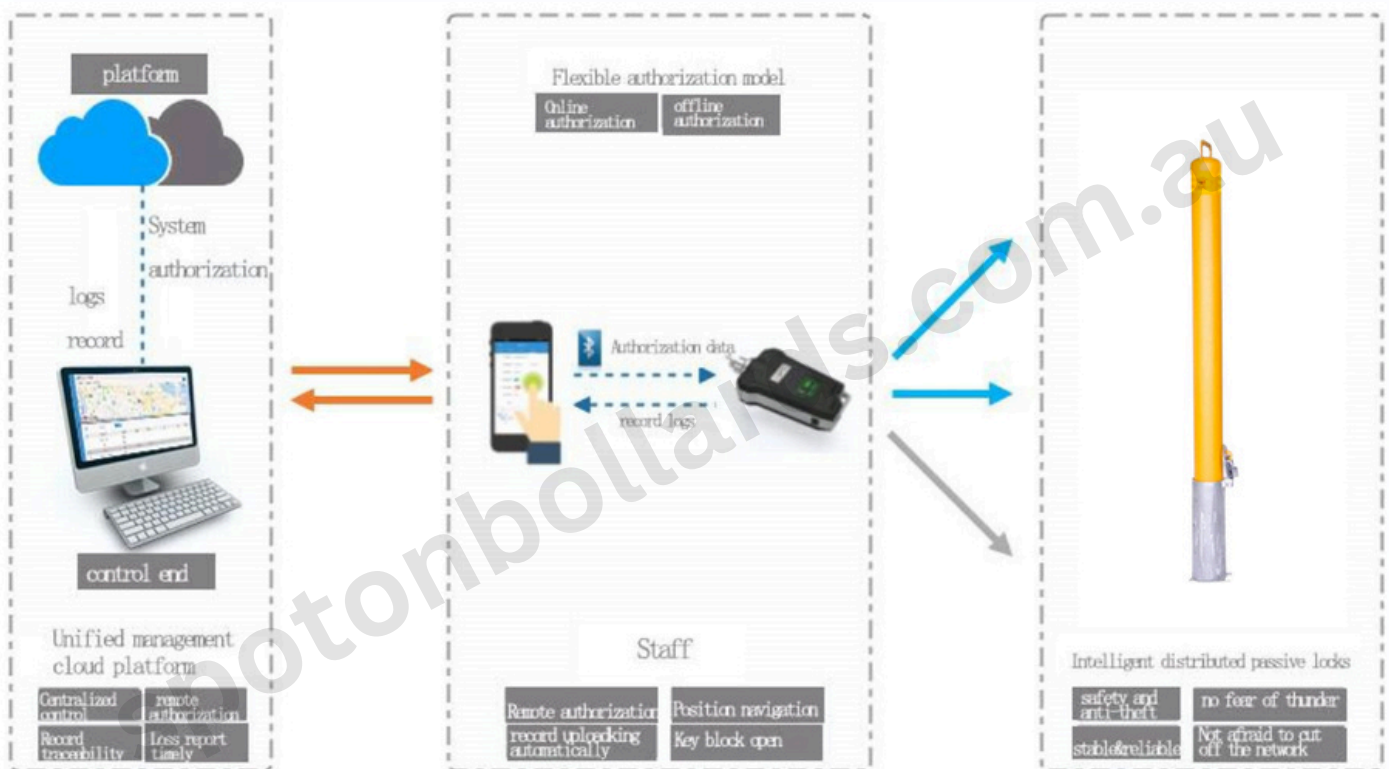 platform
System
authorization
logs
record
control end
Unified management
cloud platform
Centralized
control
remote
authorization
Record
traceability
Loss report
timely
Flexible authorization model
Online
authorization
offline
authorization
Authorization data
record logs
Staff
Remote authorization
Position navigation
record uploadking
automatically
Key block open
Intelligent distributed passive locks
safety and
anti-theft
no fear of thunder
stable&reliable
Not afraid to cut
off the network
spotonbollards.com.au